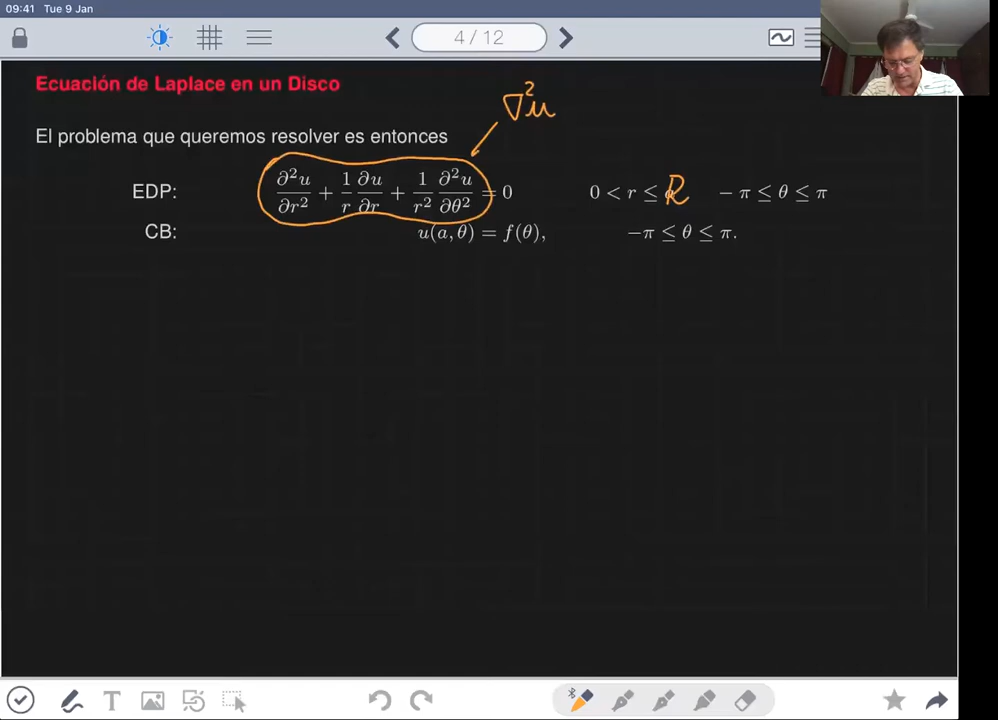 09:41 Tue 9 Jan
4 / 12
Ecuación de Laplace en un Disco
∇²u
El problema que queremos resolver es entonces
EDP: ∂²u/∂r² + 1/r ∂u/∂r + 1/r² ∂²u/∂θ² = 0 0 < r ≤ R − π ≤ θ ≤ π
CB: u(a, θ) = f(θ), −π ≤ θ ≤ π.
T